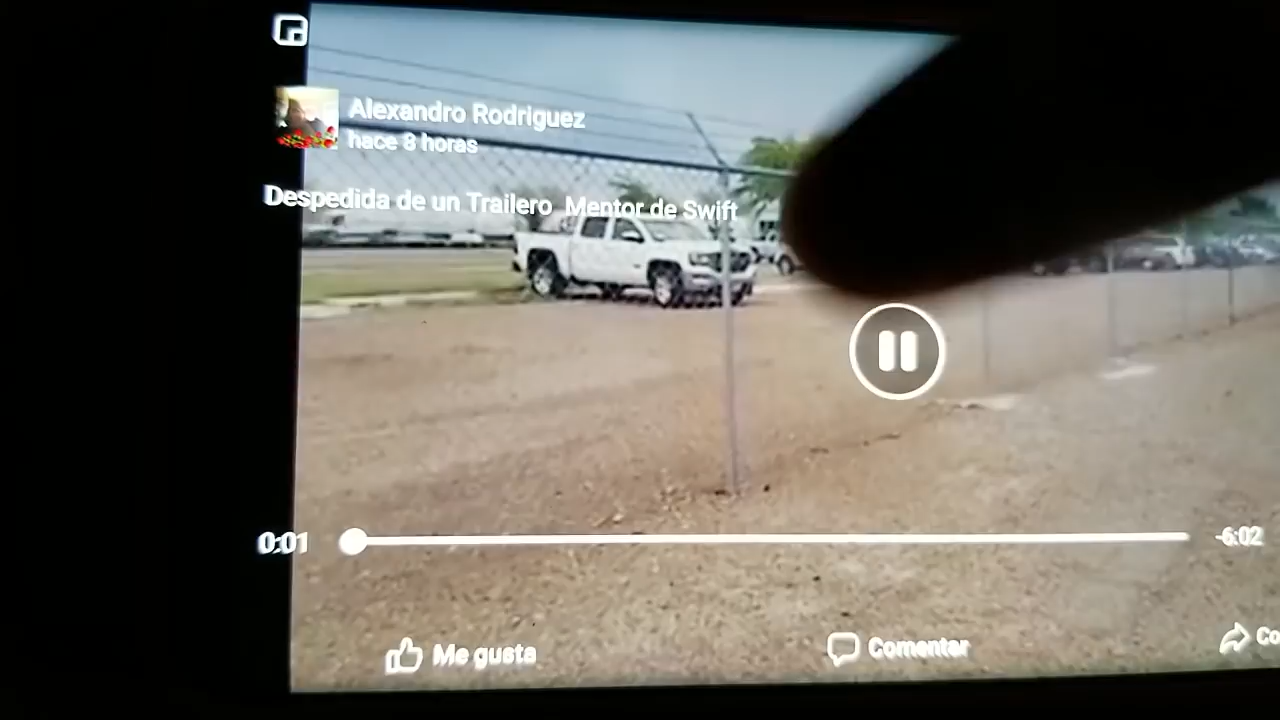 Alexandro Rodriguez
hace 8 horas
Despedida de un Trailero Mentor de Swift
0:01
-6:02
Me gusta
Comentar
Co